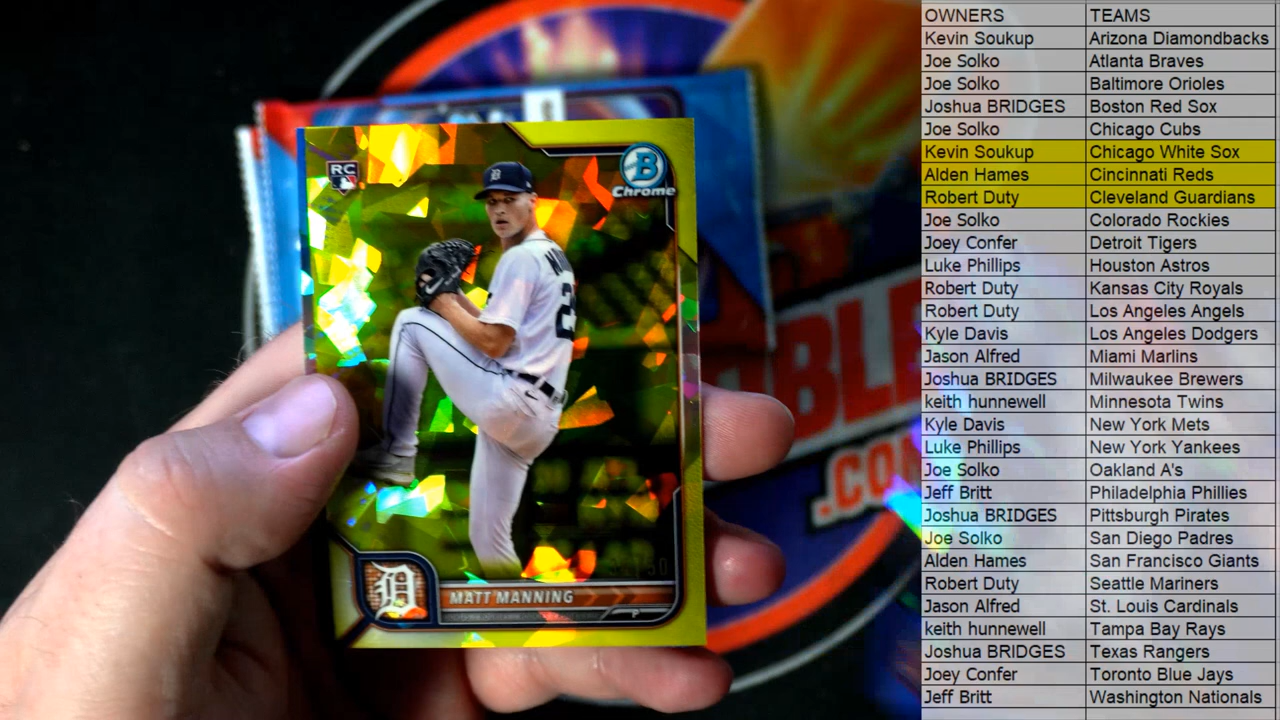 RC
B
Chrome
MATT MANNING
P
BLE
.CO
OWNERS TEAMS
Kevin Soukup Arizona Diamondbacks
Joe Solko Atlanta Braves
Joe Solko Baltimore Orioles
Joshua BRIDGES Boston Red Sox
Joe Solko Chicago Cubs
Kevin Soukup Chicago White Sox
Alden Hames Cincinnati Reds
Robert Duty Cleveland Guardians
Joe Solko Colorado Rockies
Joey Confer Detroit Tigers
Luke Phillips Houston Astros
Robert Duty Kansas City Royals
Robert Duty Los Angeles Angels
Kyle Davis Los Angeles Dodgers
Jason Alfred Miami Marlins
Joshua BRIDGES Milwaukee Brewers
keith hunnewell Minnesota Twins
Kyle Davis New York Mets
Luke Phillips New York Yankees
Joe Solko Oakland A's
Jeff Britt Philadelphia Phillies
Joshua BRIDGES Pittsburgh Pirates
Joe Solko San Diego Padres
Alden Hames San Francisco Giants
Robert Duty Seattle Mariners
Jason Alfred St. Louis Cardinals
keith hunnewell Tampa Bay Rays
Joshua BRIDGES Texas Rangers
Joey Confer Toronto Blue Jays
Jeff Britt Washington Nationals